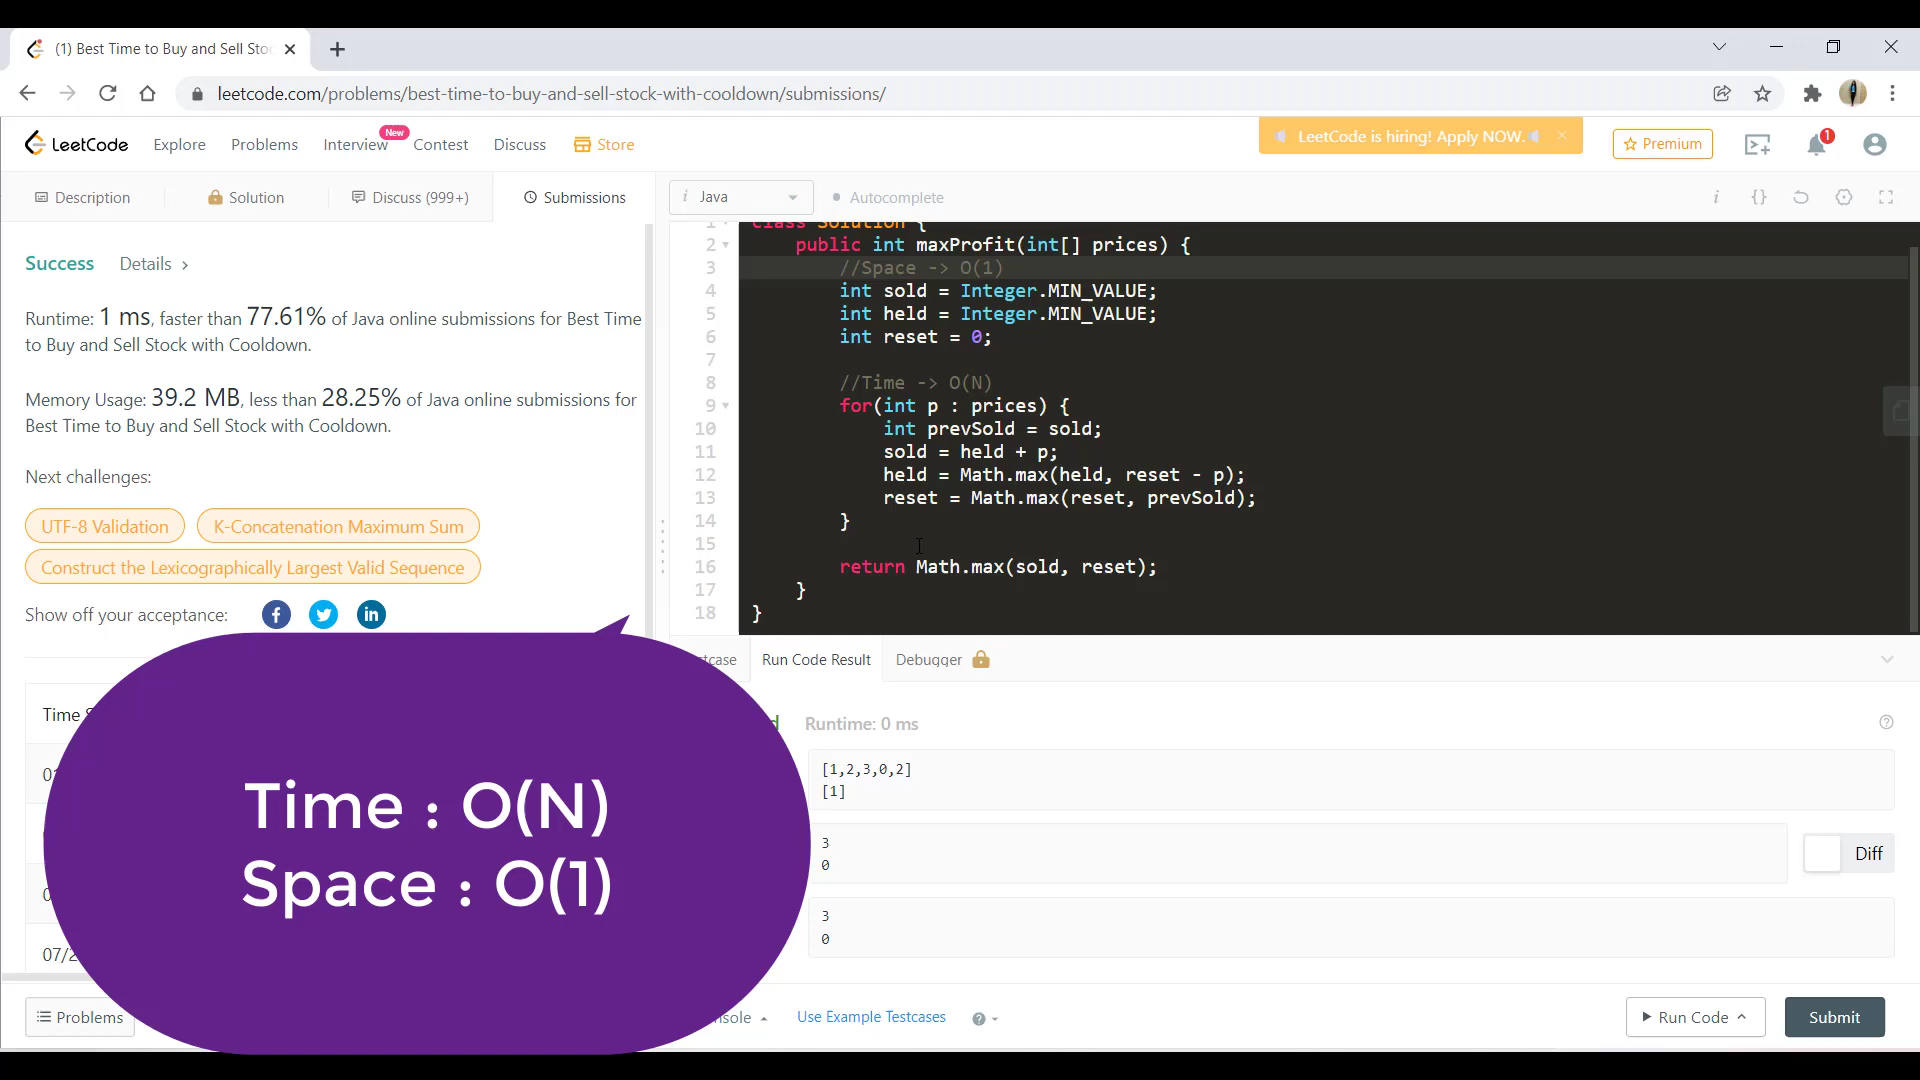 (1) Best Time to Buy and Sell Stoc
leetcode.com/problems/best-time-to-buy-and-sell-stock-with-cooldown/submissions/
LeetCode
Explore
Problems
Interview
New
Contest
Discuss
Store
LeetCode is hiring! Apply NOW.
Premium
1
Description
Solution
Discuss (999+)
Submissions
i Java
Autocomplete
Success Details
Runtime: 1 ms, faster than 77.61% of Java online submissions for Best Time
to Buy and Sell Stock with Cooldown.
Memory Usage: 39.2 MB, less than 28.25% of Java online submissions for
Best Time to Buy and Sell Stock with Cooldown.
Next challenges:
UTF-8 Validation
K-Concatenation Maximum Sum
Construct the Lexicographically Largest Valid Sequence
Show off your acceptance:
Time
07/2
1 class Solution {
2 public int maxProfit(int[] prices) {
3 //Space -> O(1)
4 int sold = Integer.MIN_VALUE;
5 int held = Integer.MIN_VALUE;
6 int reset = 0;
7
8 //Time -> O(N)
9 for(int p : prices) {
10 int prevSold = sold;
11 sold = held + p;
12 held = Math.max(held, reset - p);
13 reset = Math.max(reset, prevSold);
14 }
15
16 return Math.max(sold, reset);
17 }
18 }
tcase
Run Code Result
Debugger
d
Runtime: 0 ms
[1,2,3,0,2]
[1]
3
0
Diff
3
0
Time : O(N)
Space : O(1)
Problems
nsole
Use Example Testcases
Run Code
Submit